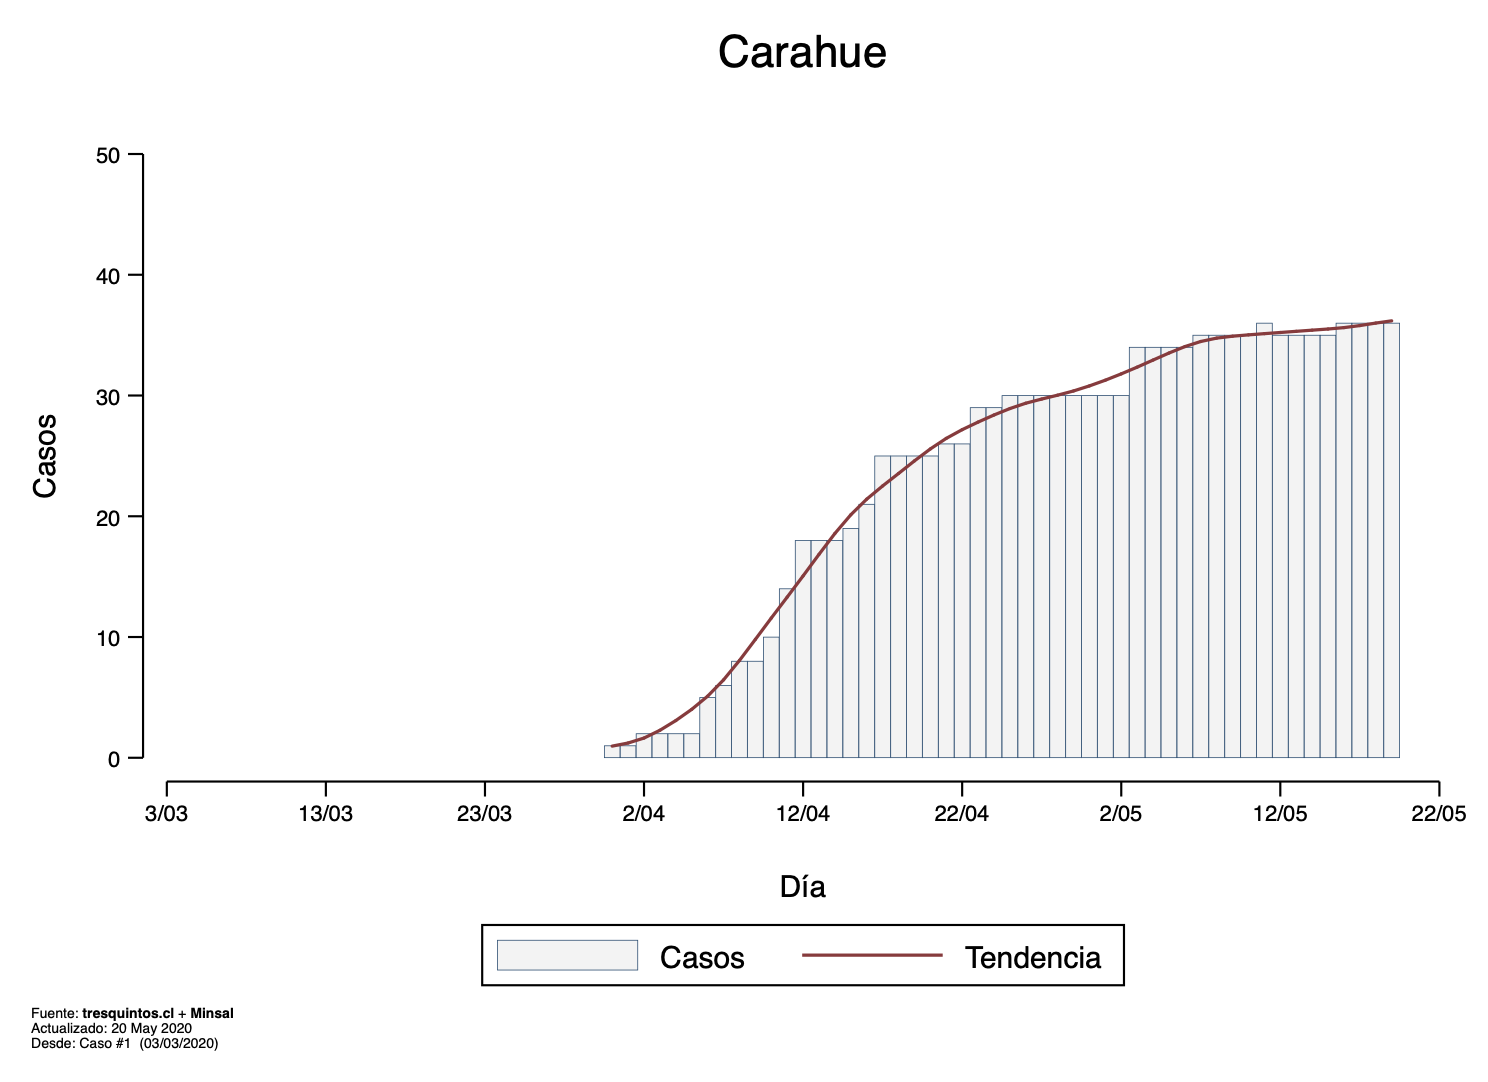 Carahue
50
40
30
20
10
0
Casos
3/03 13/03 23/03 2/04 12/04 22/04 2/05 12/05 22/05
Día
Casos Tendencia
Fuente: tresquintos.cl + Minsal
Actualizado: 20 May 2020
Desde: Caso #1 (03/03/2020)